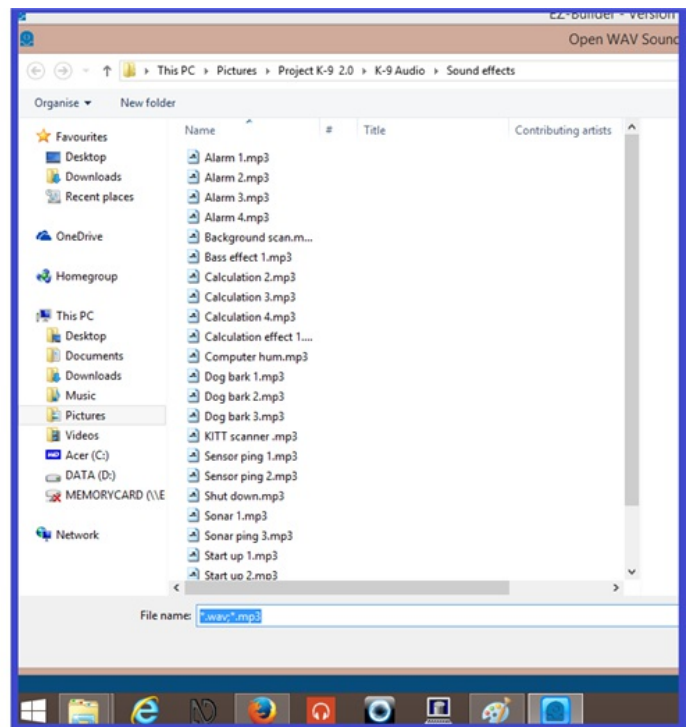 EZ-Builder - Version
Open WAV Sound
This PC Pictures Project K-9 2.0 K-9 Audio Sound effects
Organise New folder
Name # Title Contributing artists
Favourites
Desktop
Downloads
Recent places
OneDrive
Homegroup
This PC
Desktop
Documents
Downloads
Music
Pictures
Videos
Acer (C:)
DATA (D:)
MEMORYCARD (\\E
Network
Alarm 1.mp3
Alarm 2.mp3
Alarm 3.mp3
Alarm 4.mp3
Background scan.m...
Bass effect 1.mp3
Calculation 2.mp3
Calculation 3.mp3
Calculation 4.mp3
Calculation effect 1....
Computer hum.mp3
Dog bark 1.mp3
Dog bark 2.mp3
Dog bark 3.mp3
KITT scanner .mp3
Sensor ping 1.mp3
Sensor ping 2.mp3
Shut down.mp3
Sonar 1.mp3
Sonar ping 3.mp3
Start up 1.mp3
Start up 2.mp3
File name: *.wav;*.mp3